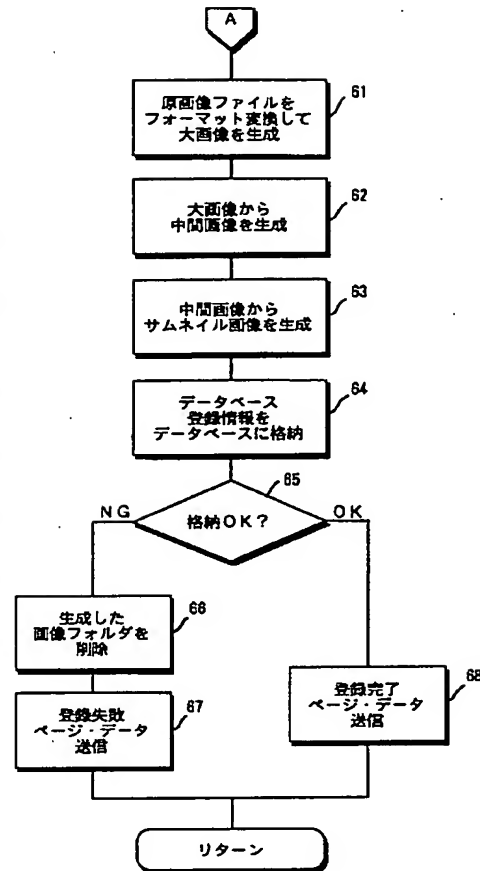 A
原画像ファイルを
フォーマット変換して
大画像を生成
61
大画像から
中間画像を生成
62
中間画像から
サムネイル画像を生成
63
データベース
登録情報を
データベースに格納
64
格納OK?
65
NG
OK
生成した
画像フォルダを
削除
66
登録失敗
ページ・データ
送信
67
登録完了
ページ・データ
送信
68
リターン